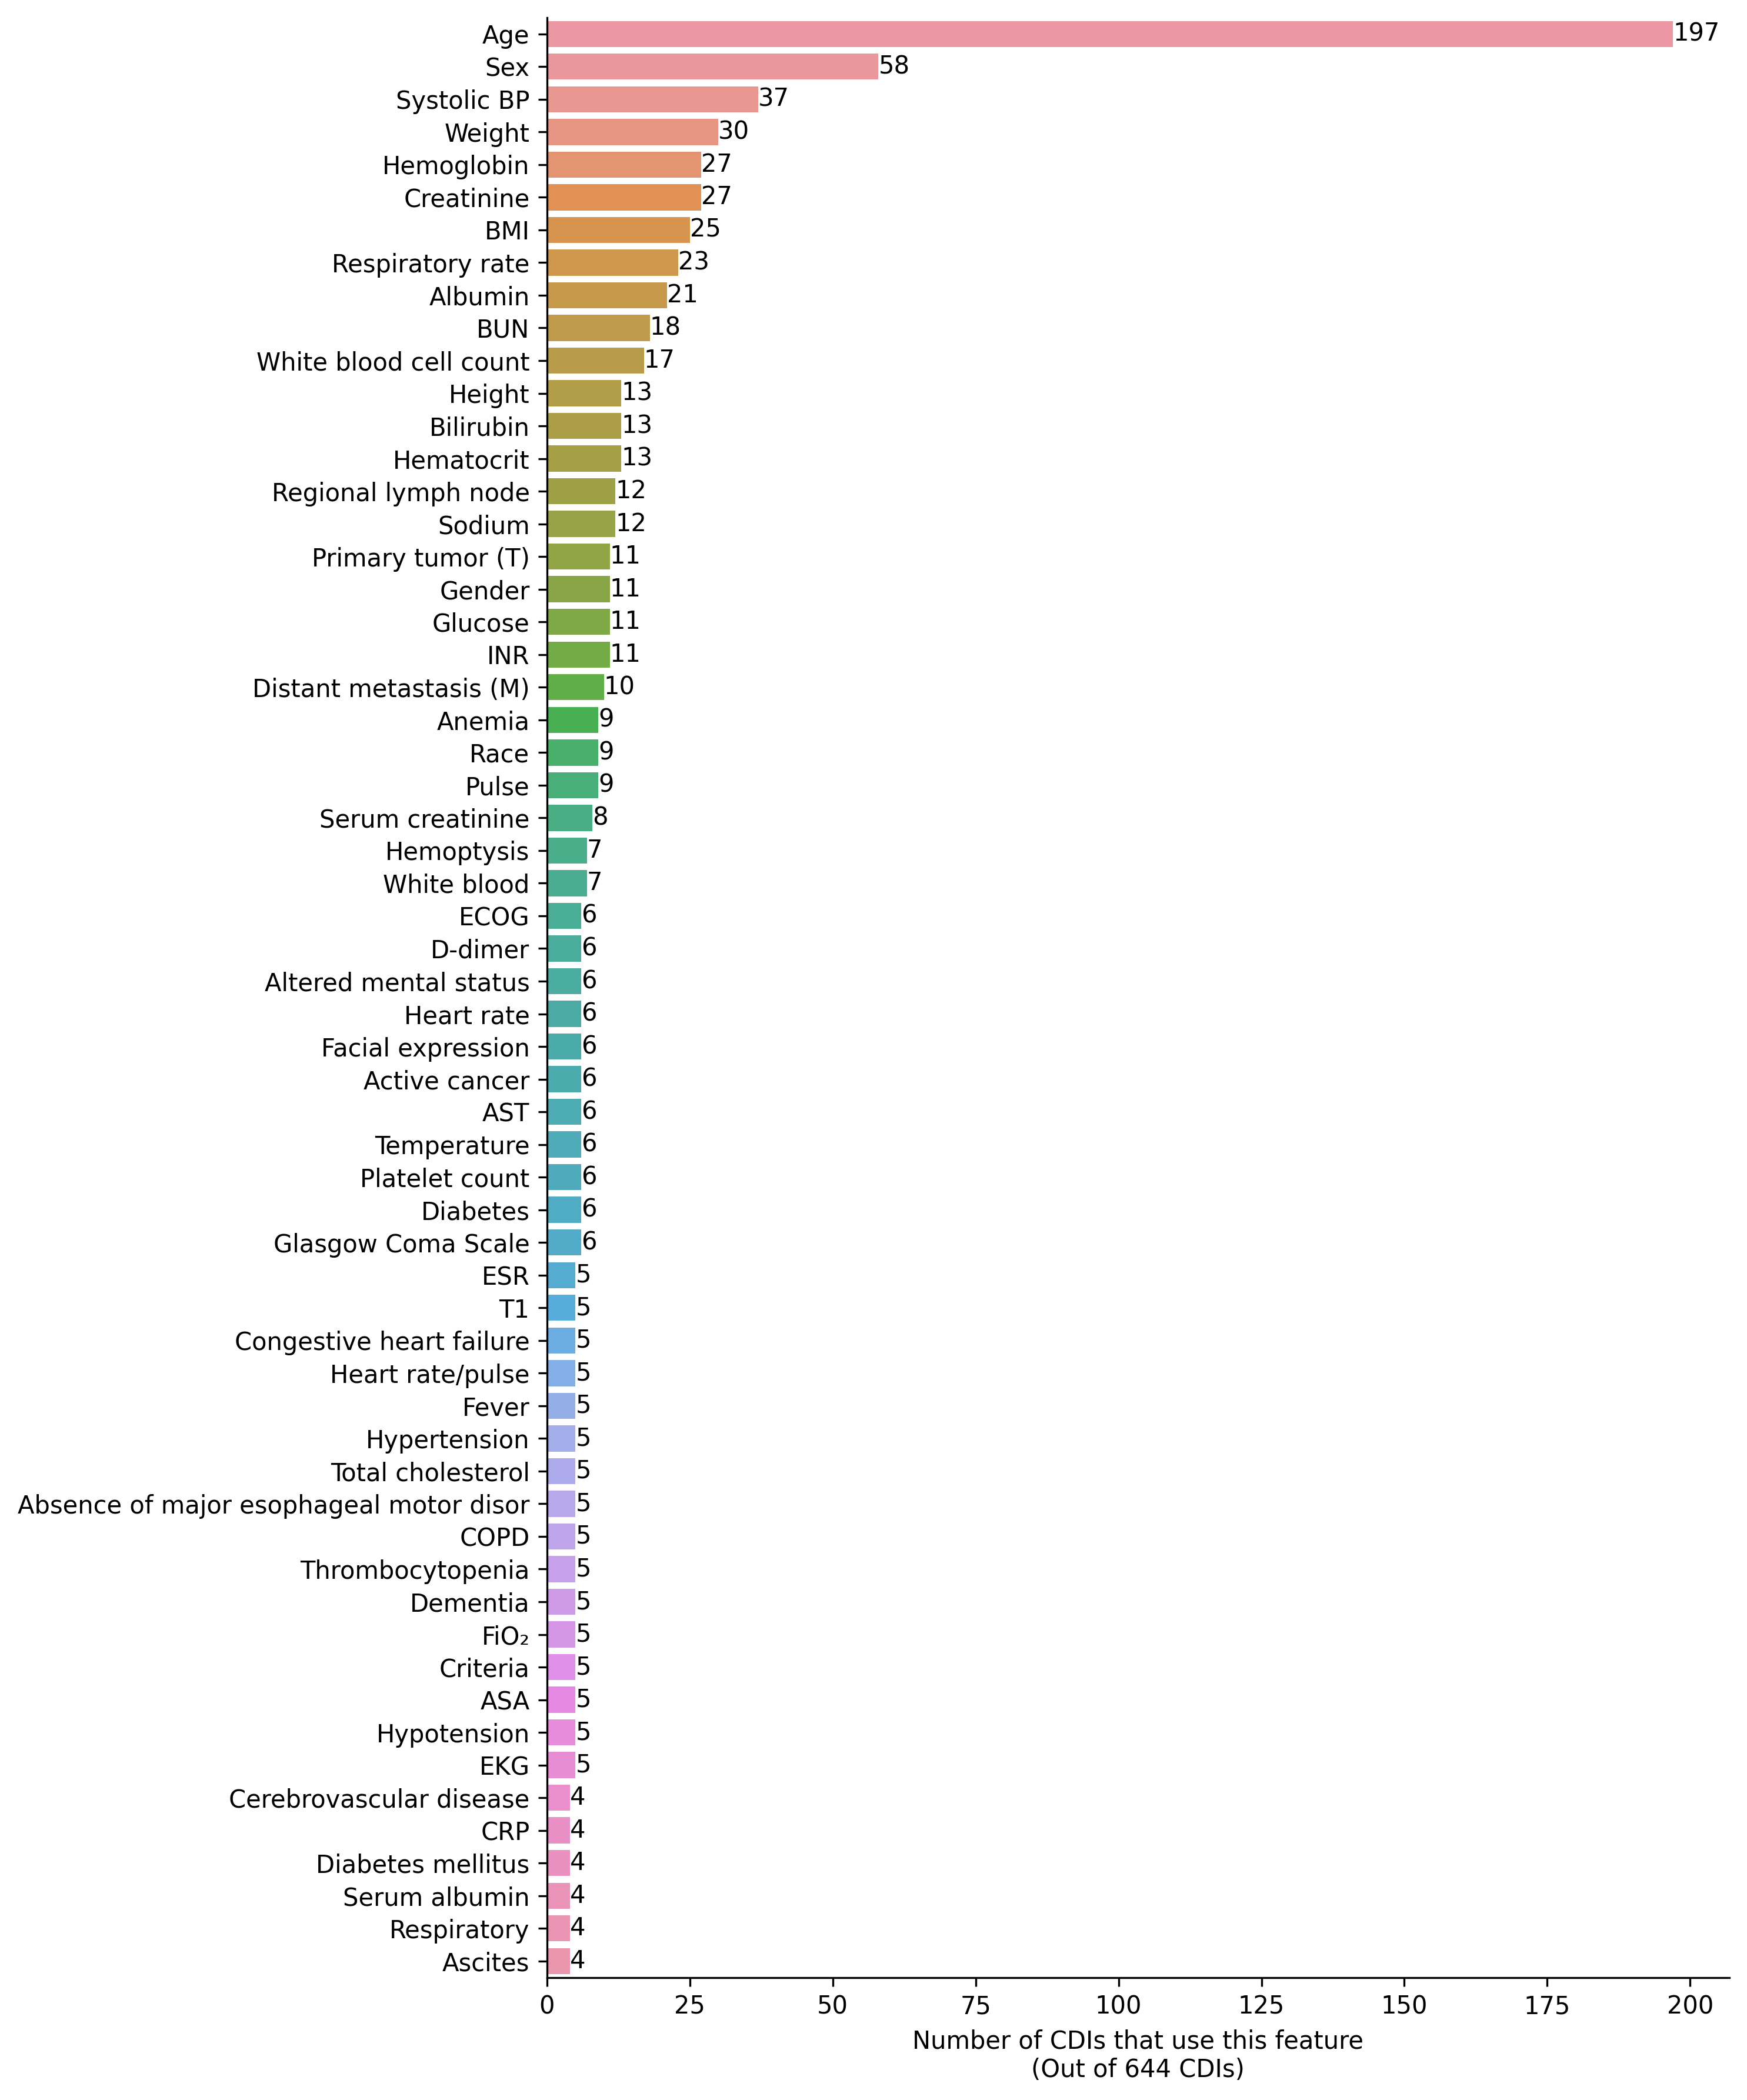 Age 197
Sex 58
Systolic BP 37
Weight 30
Hemoglobin 27
Creatinine 27
BMI 25
Respiratory rate 23
Albumin 21
BUN 18
White blood cell count 17
Height 13
Bilirubin 13
Hematocrit 13
Regional lymph node 12
Sodium 12
Primary tumor (T) 11
Gender 11
Glucose 11
INR 11
Distant metastasis (M) 10
Anemia 9
Race 9
Pulse 9
Serum creatinine 8
Hemoptysis 7
White blood 7
ECOG 6
D-dimer 6
Altered mental status 6
Heart rate 6
Facial expression 6
Active cancer 6
AST 6
Temperature 6
Platelet count 6
Diabetes 6
Glasgow Coma Scale 6
ESR 5
T1 5
Congestive heart failure 5
Heart rate/pulse 5
Fever 5
Hypertension 5
Total cholesterol 5
Absence of major esophageal motor disor 5
COPD 5
Thrombocytopenia 5
Dementia 5
FiO₂ 5
Criteria 5
ASA 5
Hypotension 5
EKG 5
Cerebrovascular disease 4
CRP 4
Diabetes mellitus 4
Serum albumin 4
Respiratory 4
Ascites 4
0 25 50 75 100 125 150 175 200
Number of CDIs that use this feature
(Out of 644 CDIs)